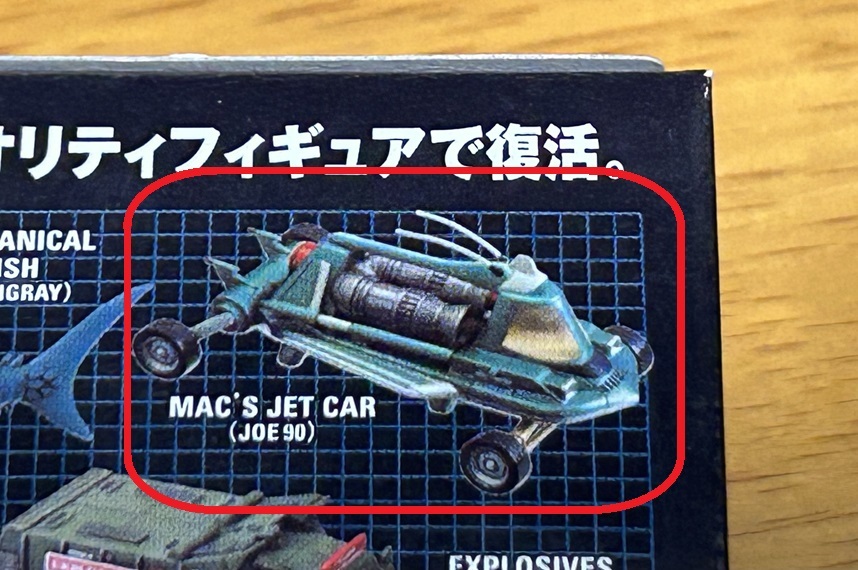 オリティフィギュアで復活。
ANICAL
ISH
NGRAY)
MAC'S JET CAR
(JOE 90)
EXPLOSIVES